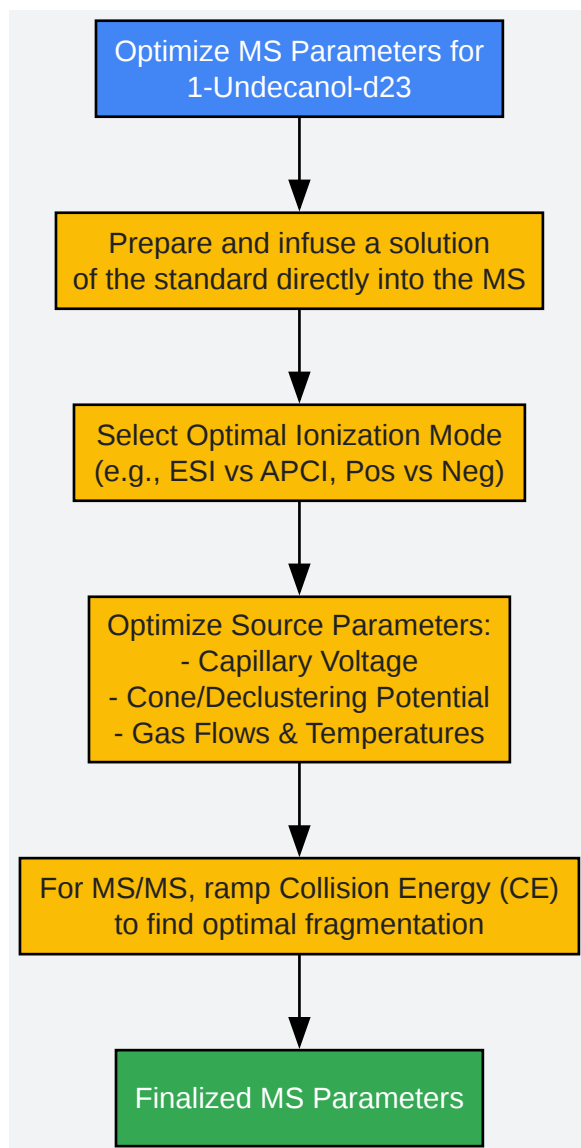 Optimize MS Parameters for
1-Undecanol-d23
Prepare and infuse a solution
of the standard directly into the MS
Select Optimal Ionization Mode
(e.g., ESI vs APCI, Pos vs Neg)
Optimize Source Parameters:
- Capillary Voltage
- Cone/Declustering Potential
- Gas Flows & Temperatures
For MS/MS, ramp Collision Energy (CE)
to find optimal fragmentation
Finalized MS Parameters